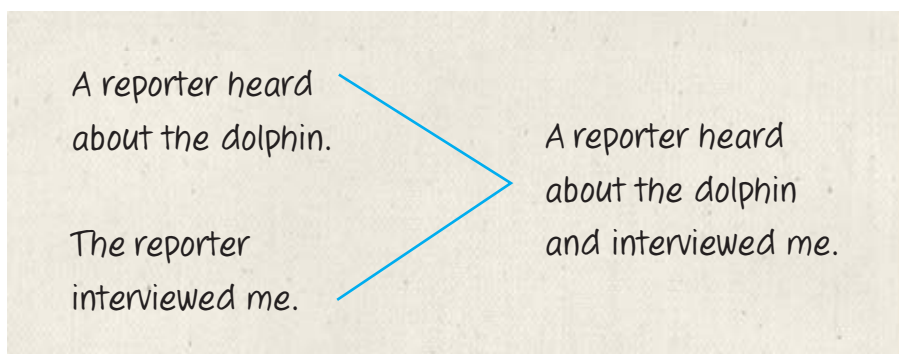 A reporter heard
about the dolphin.
The reporter
interviewed me.
A reporter heard
about the dolphin
and interviewed me.